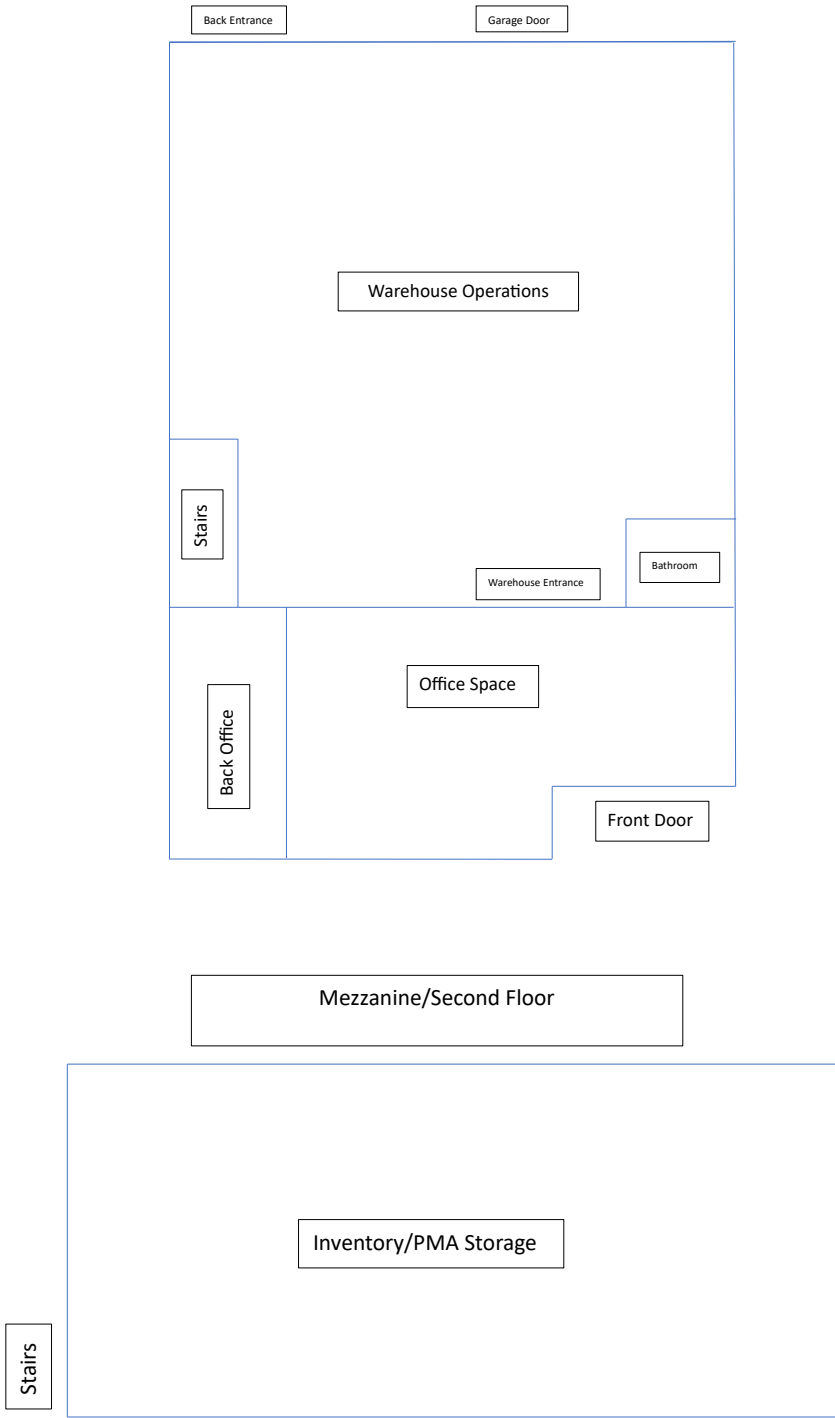 Back Entrance
Garage Door
Warehouse Operations
Stairs
Bathroom
Warehouse Entrance
Office Space
Back Office
Front Door
Mezzanine/Second Floor
Inventory/PMA Storage
Stairs